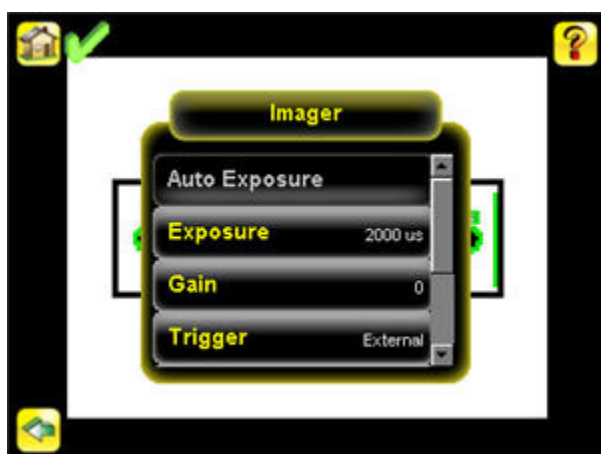 Imager
Auto Exposure
Exposure 2000 us
Gain 0
Trigger External